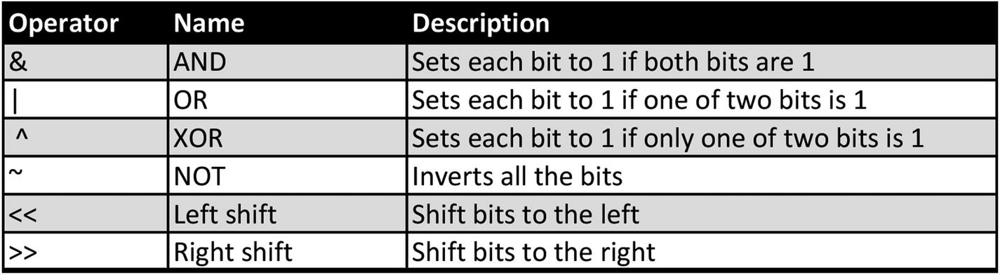 Operator Name Description
& AND Sets each bit to 1 if both bits are 1
| OR Sets each bit to 1 if one of two bits is 1
^ XOR Sets each bit to 1 if only one of two bits is 1
~ NOT Inverts all the bits
<< Left shift Shift bits to the left
>> Right shift Shift bits to the right